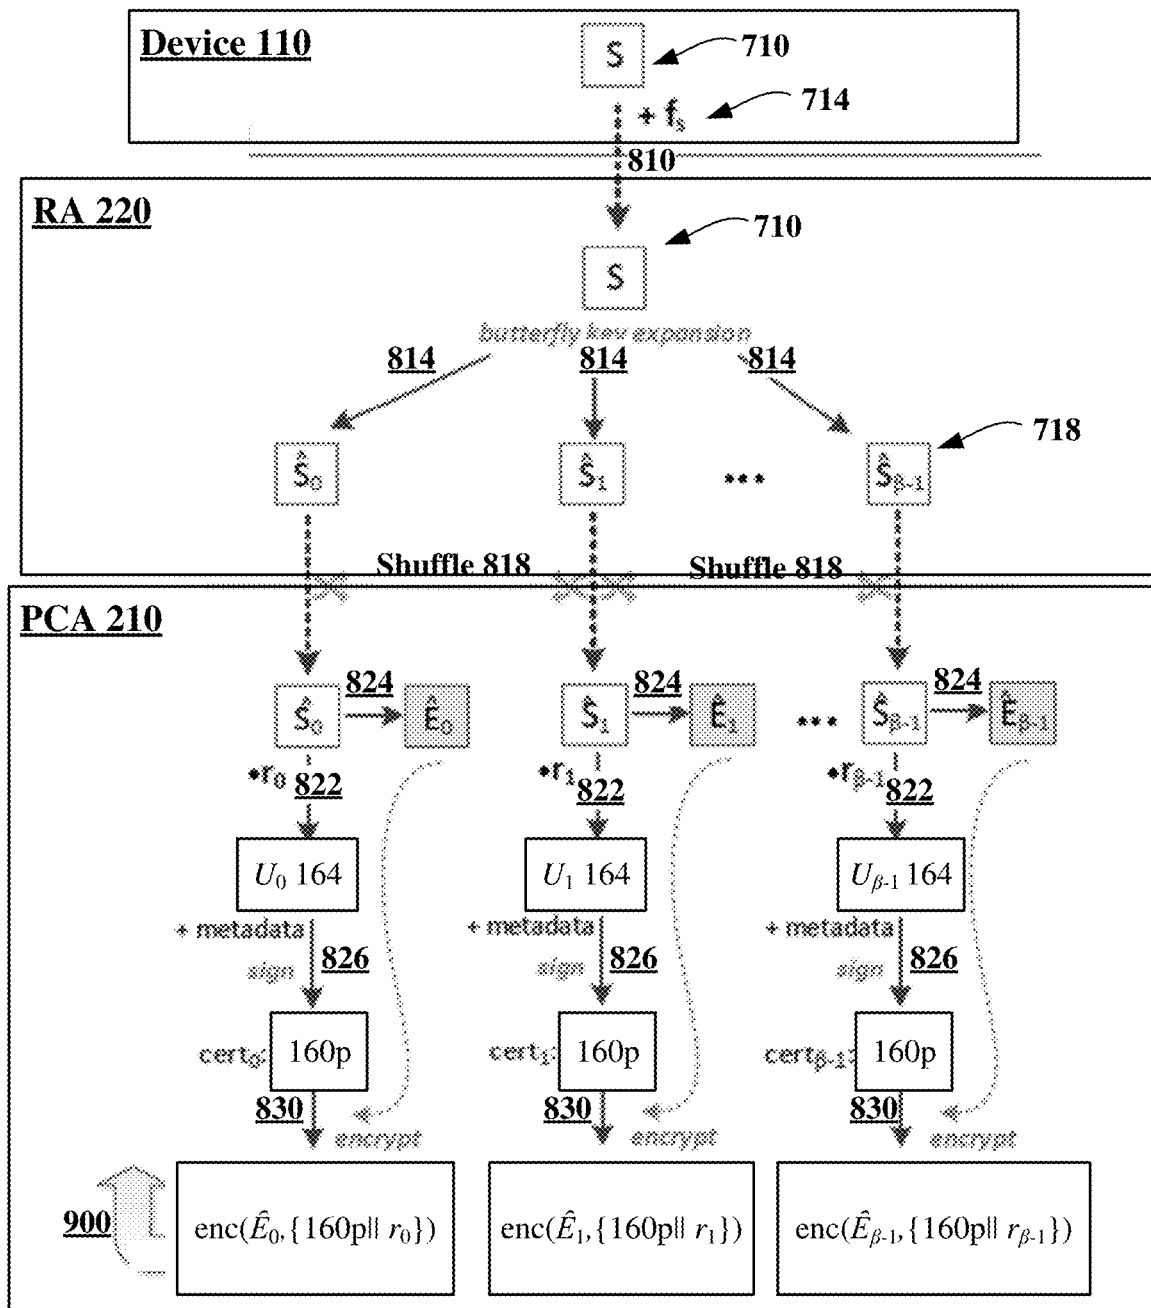 Device 110
S
710
+ fₛ
714
810
RA 220
710
S
butterfly key expansion
814 814 814
718
Ŝ₀ Ŝ₁ ... Ŝβ-1
Shuffle 818 Shuffle 818
PCA 210
Ŝ₀ 824 Ê₀ Ŝ₁ 824 Ê₁ ... Ŝβ-1 824 Êβ-1
•r₀ 822 •r₁ 822 •rβ-1 822
U₀ 164 U₁ 164 Uβ-1 164
+ metadata + metadata + metadata
sign 826 sign 826 sign 826
cert₀: 160p cert₁: 160p certβ-1: 160p
830 830 830
encrypt encrypt encrypt
900
enc(Ê₀,{160p|| r₀}) enc(Ê₁,{160p|| r₁}) enc(Êβ-1,{160p|| rβ-1})